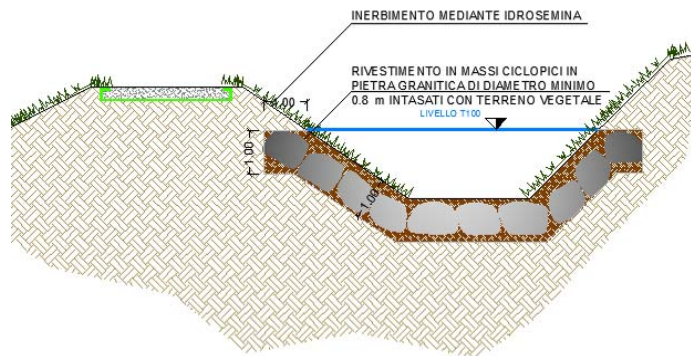 INERBIMENTO MEDIANTE IDROSEMINA
RIVESTIMENTO IN MASSI CICLOPICI IN
PIETRA GRANITICA DI DIAMETRO MINIMO
0.8 m INTASATI CON TERRENO VEGETALE
LIVELLO T100
1.00
1.00
1.00